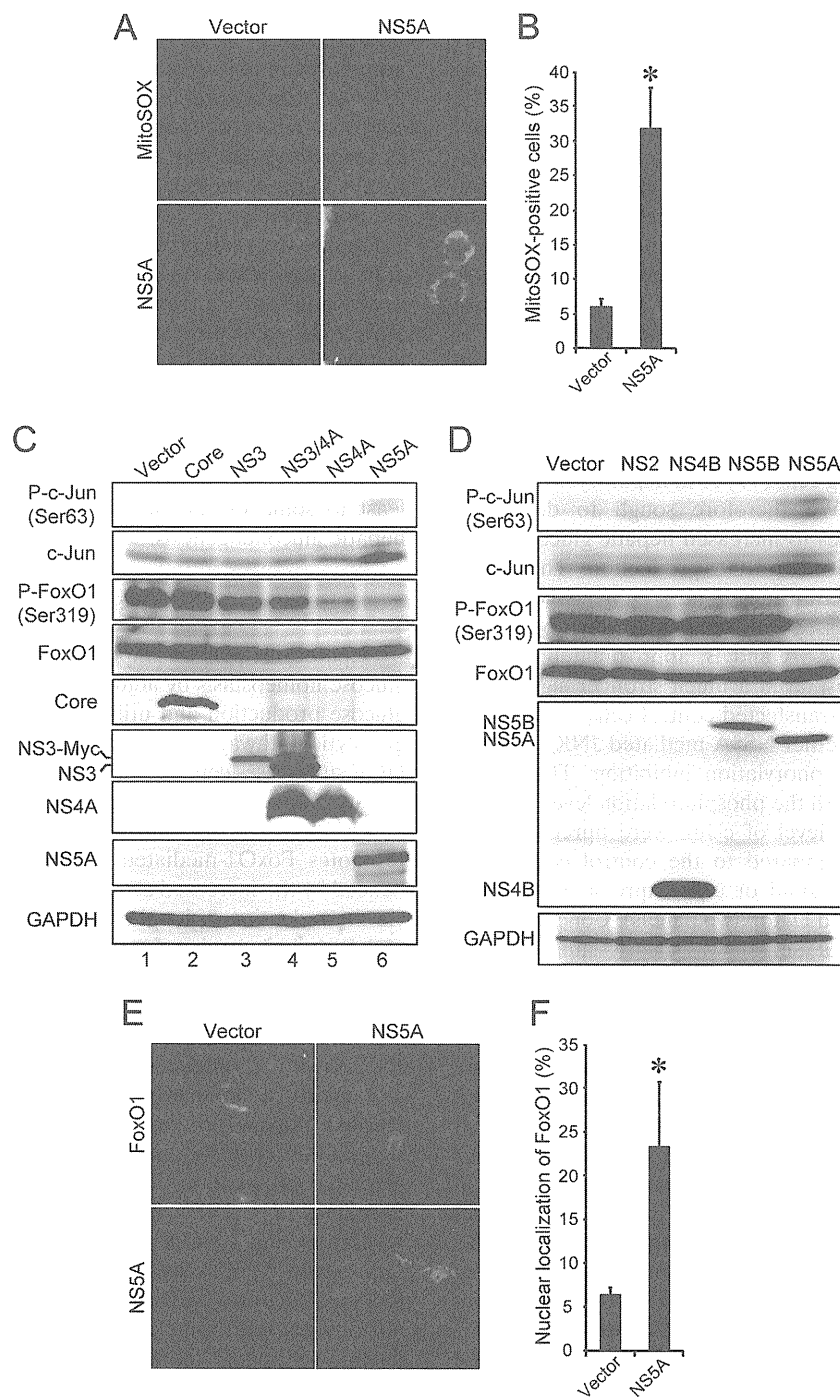 A
Vector NS5A
MitoSOX
NS5A
B
MitoSOX-positive cells (%)
40
35
30
25
20
15
10
5
0
*
Vector NS5A
C
Vector Core NS3 NS3/4A NS4A NS5A
P-c-Jun
(Ser63)
c-Jun
P-FoxO1
(Ser319)
FoxO1
Core
NS3-Myc
NS3
NS4A
NS5A
GAPDH
1 2 3 4 5 6
D
Vector NS2 NS4B NS5B NS5A
P-c-Jun
(Ser63)
c-Jun
P-FoxO1
(Ser319)
FoxO1
NS5B
NS5A
NS4B
GAPDH
E
Vector NS5A
FoxO1
NS5A
F
Nuclear localization of FoxO1 (%)
35
30
25
20
15
10
5
0
*
Vector NS5A